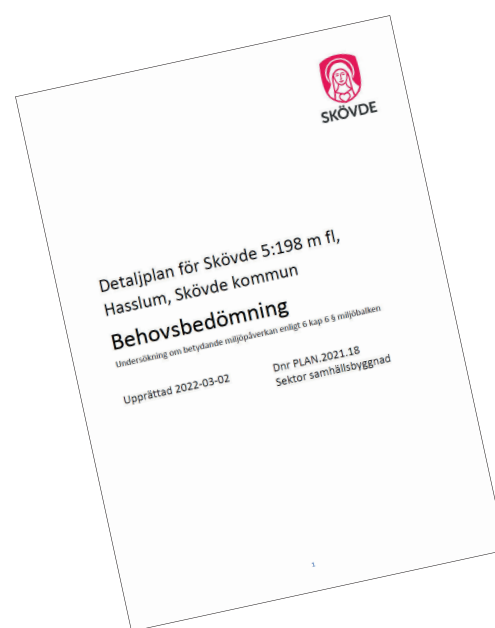 SKÖVDE
Detaljplan för Skövde 5:198 m fl,
Hasslum, Skövde kommun
Behovsbedömning
Undersökning om betydande miljöpåverkan enligt 6 kap 6 § miljöbalken
Upprättad 2022-03-02
Dnr PLAN.2021.18
Sektor samhällsbyggnad
1